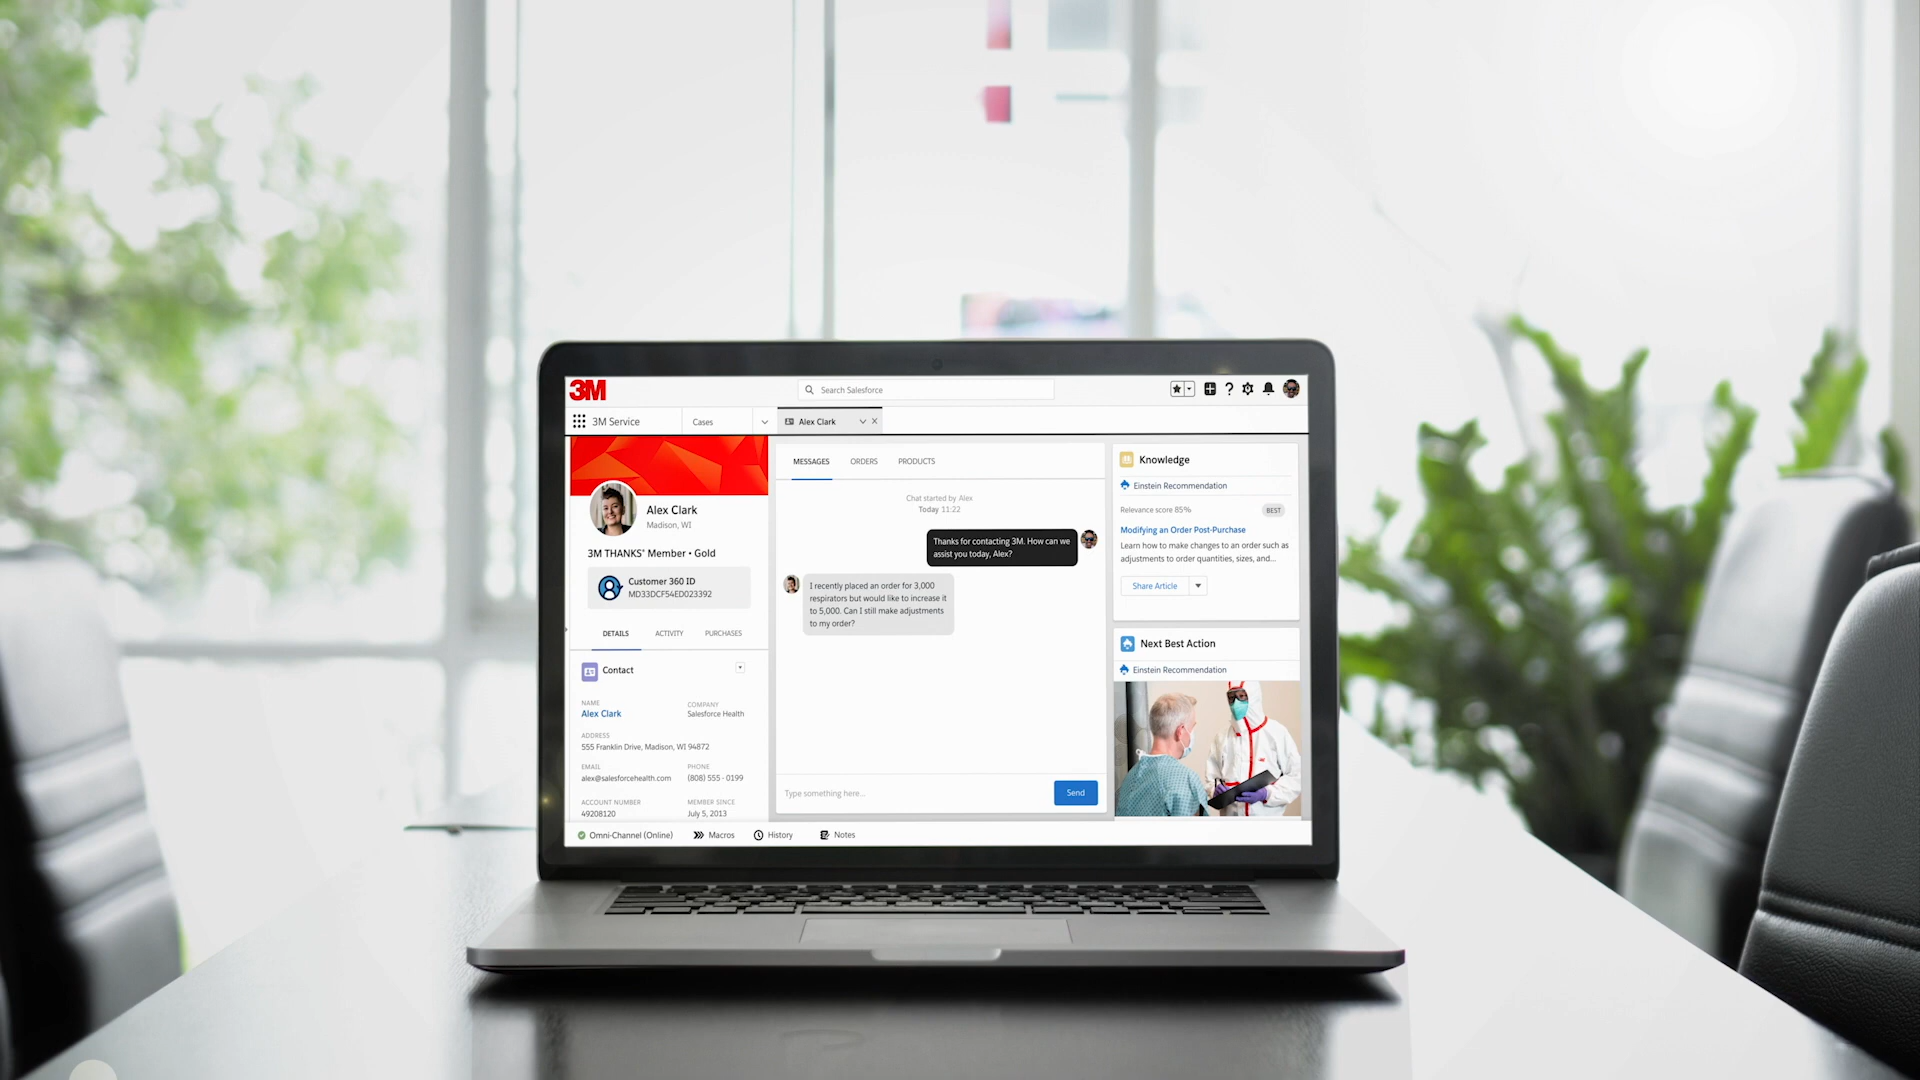 3M
Search Salesforce
3M Service
Cases
Alex Clark
Alex Clark
Madison, WI
3M THANKS® Member • Gold
Customer 360 ID
MD33DCF54ED023392
DETAILS ACTIVITY PURCHASES
Contact
NAME
Alex Clark
COMPANY
Salesforce Health
ADDRESS
555 Franklin Drive, Madison, WI 94872
EMAIL
alex@salesforcehealth.com
PHONE
(808) 555 - 0199
ACCOUNT NUMBER
49208120
MEMBER SINCE
July 5, 2013
MESSAGES ORDERS PRODUCTS
Chat started by Alex
Today 11:22
Thanks for contacting 3M. How can we
assist you today, Alex?
I recently placed an order for 3,000
respirators but would like to increase it
to 5,000. Can I still make adjustments
to my order?
Type something here...
Send
Knowledge
Einstein Recommendation
Relevance score 85%
BEST
Modifying an Order Post-Purchase
Learn how to make changes to an order such as
adjustments to order quantities, sizes, and...
Share Article
Next Best Action
Einstein Recommendation
Omni-Channel (Online)
Macros
History
Notes